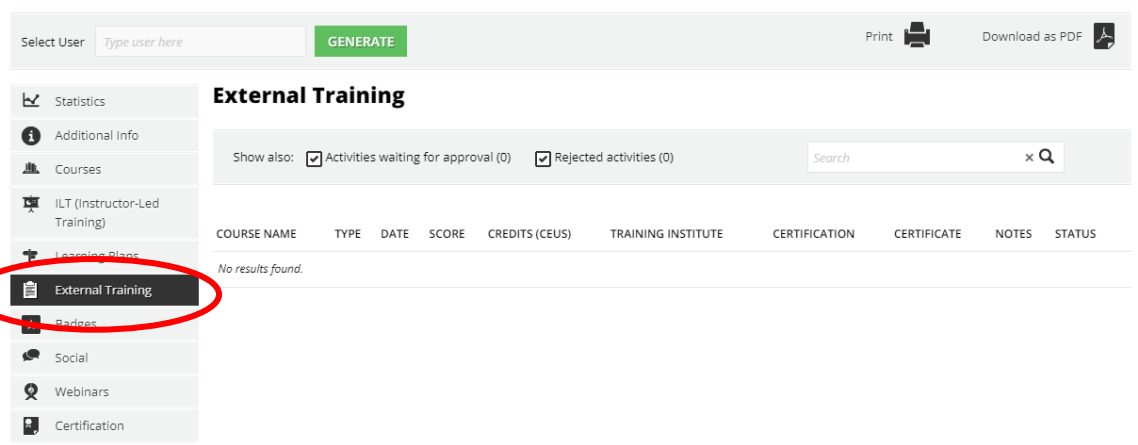 Select User Type user here GENERATE Print Download as PDF
Statistics
Additional Info
Courses
ILT (Instructor-Led
Training)
Learning Plans
External Training
Badges
Social
Webinars
Certification
External Training
Show also: Activities waiting for approval (0) Rejected activities (0) Search ×
COURSE NAME TYPE DATE SCORE CREDITS (CEUS) TRAINING INSTITUTE CERTIFICATION CERTIFICATE NOTES STATUS
No results found.